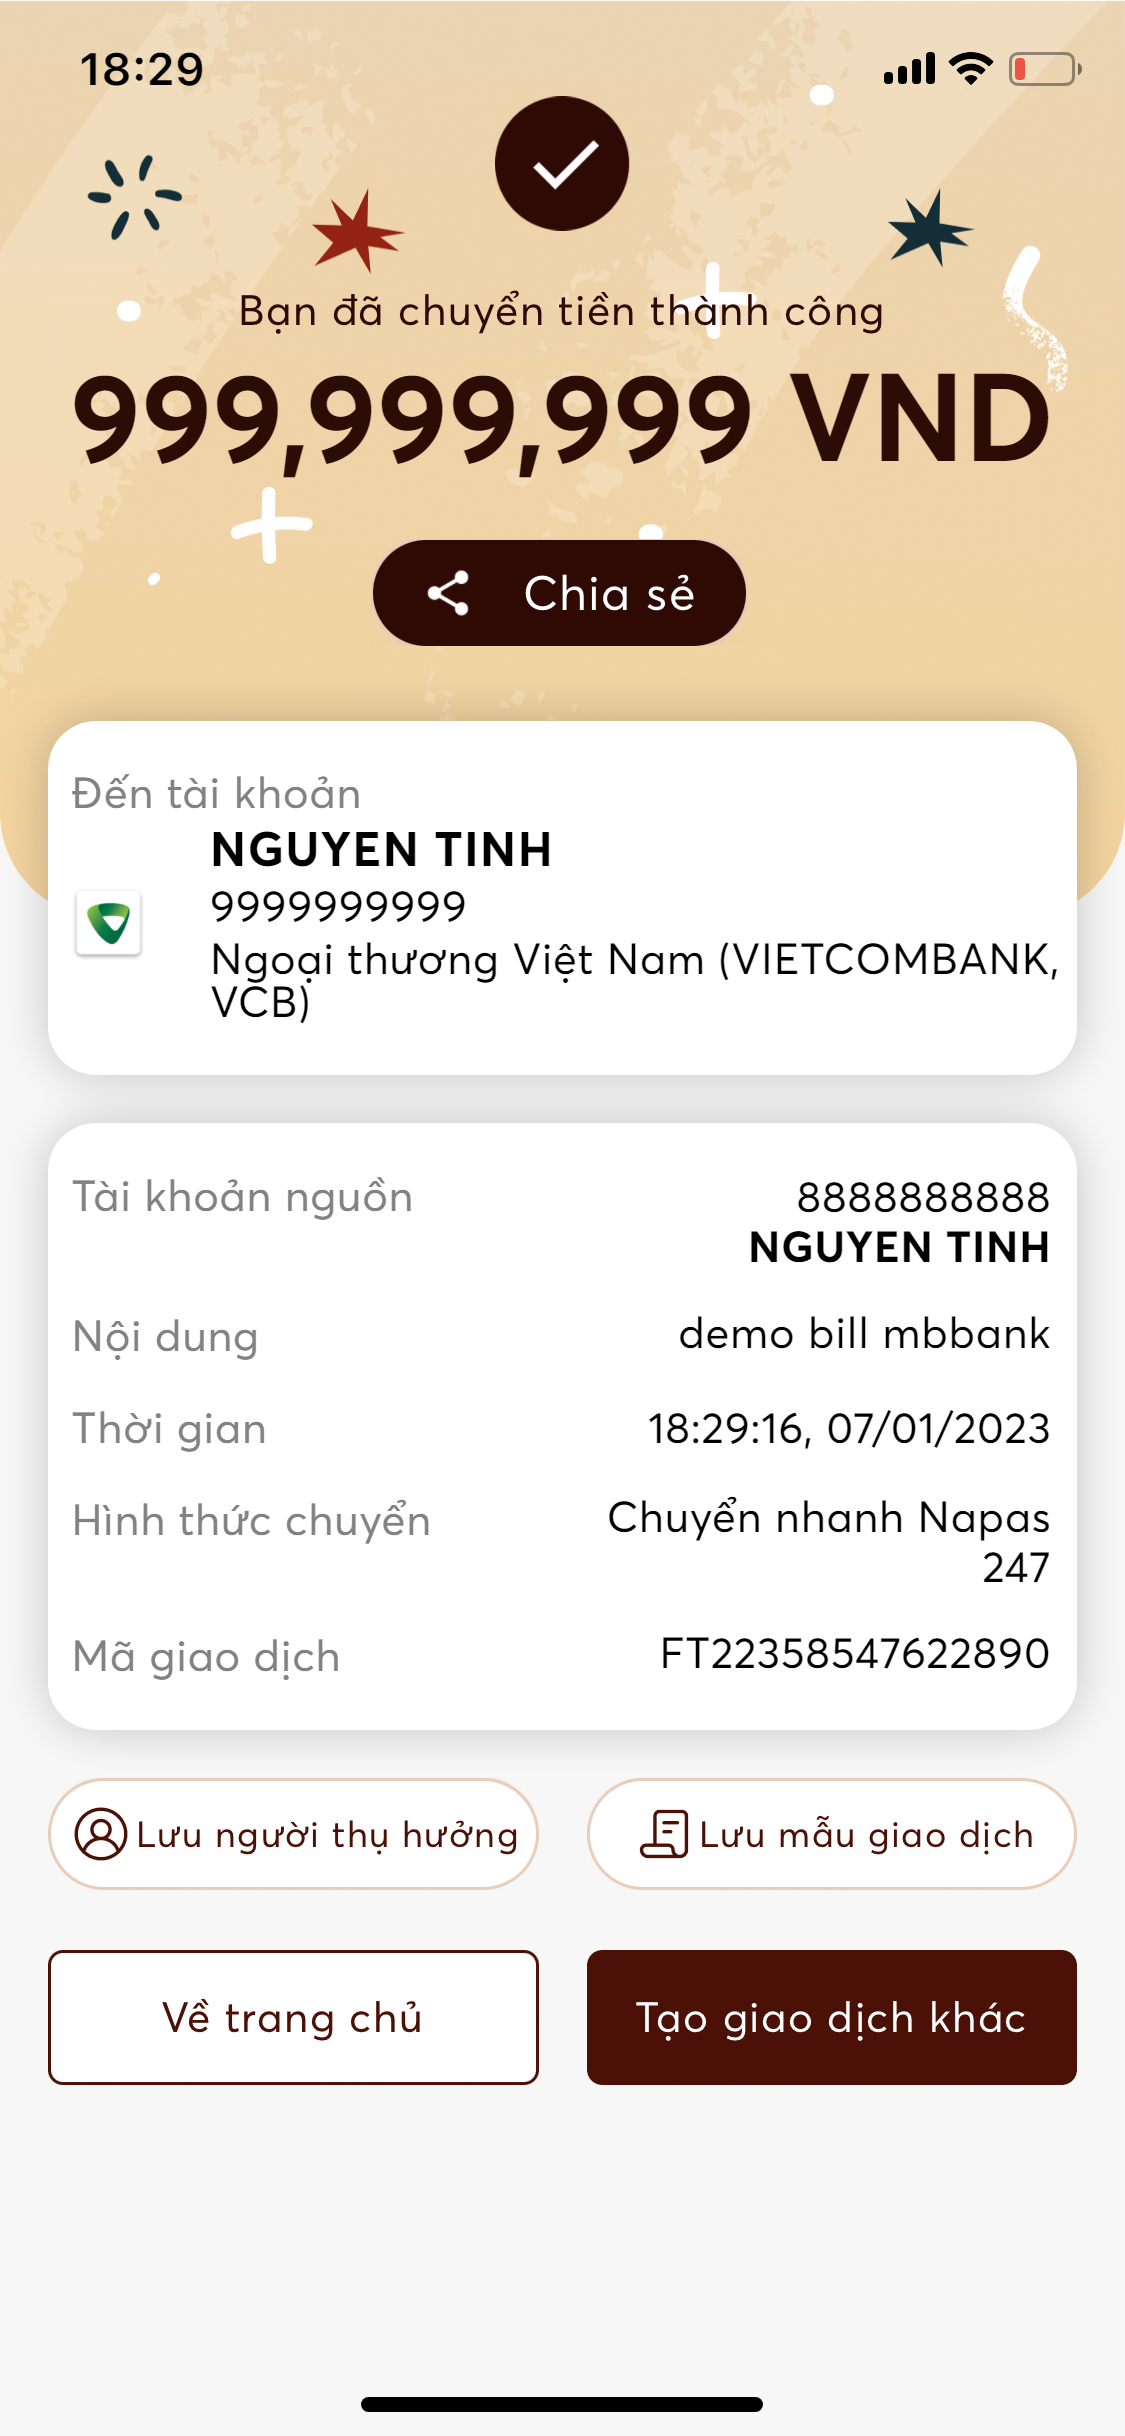 18:29
Bạn đã chuyển tiền thành công
999,999,999 VND
Chia sẻ
Đến tài khoản
NGUYEN TINH
9999999999
Ngoại thương Việt Nam (VIETCOMBANK,
VCB)
Tài khoản nguồn
8888888888
NGUYEN TINH
Nội dung
demo bill mbbank
Thời gian
18:29:16, 07/01/2023
Hình thức chuyển
Chuyển nhanh Napas
247
Mã giao dịch
FT22358547622890
Lưu người thụ hưởng
Lưu mẫu giao dịch
Về trang chủ
Tạo giao dịch khác